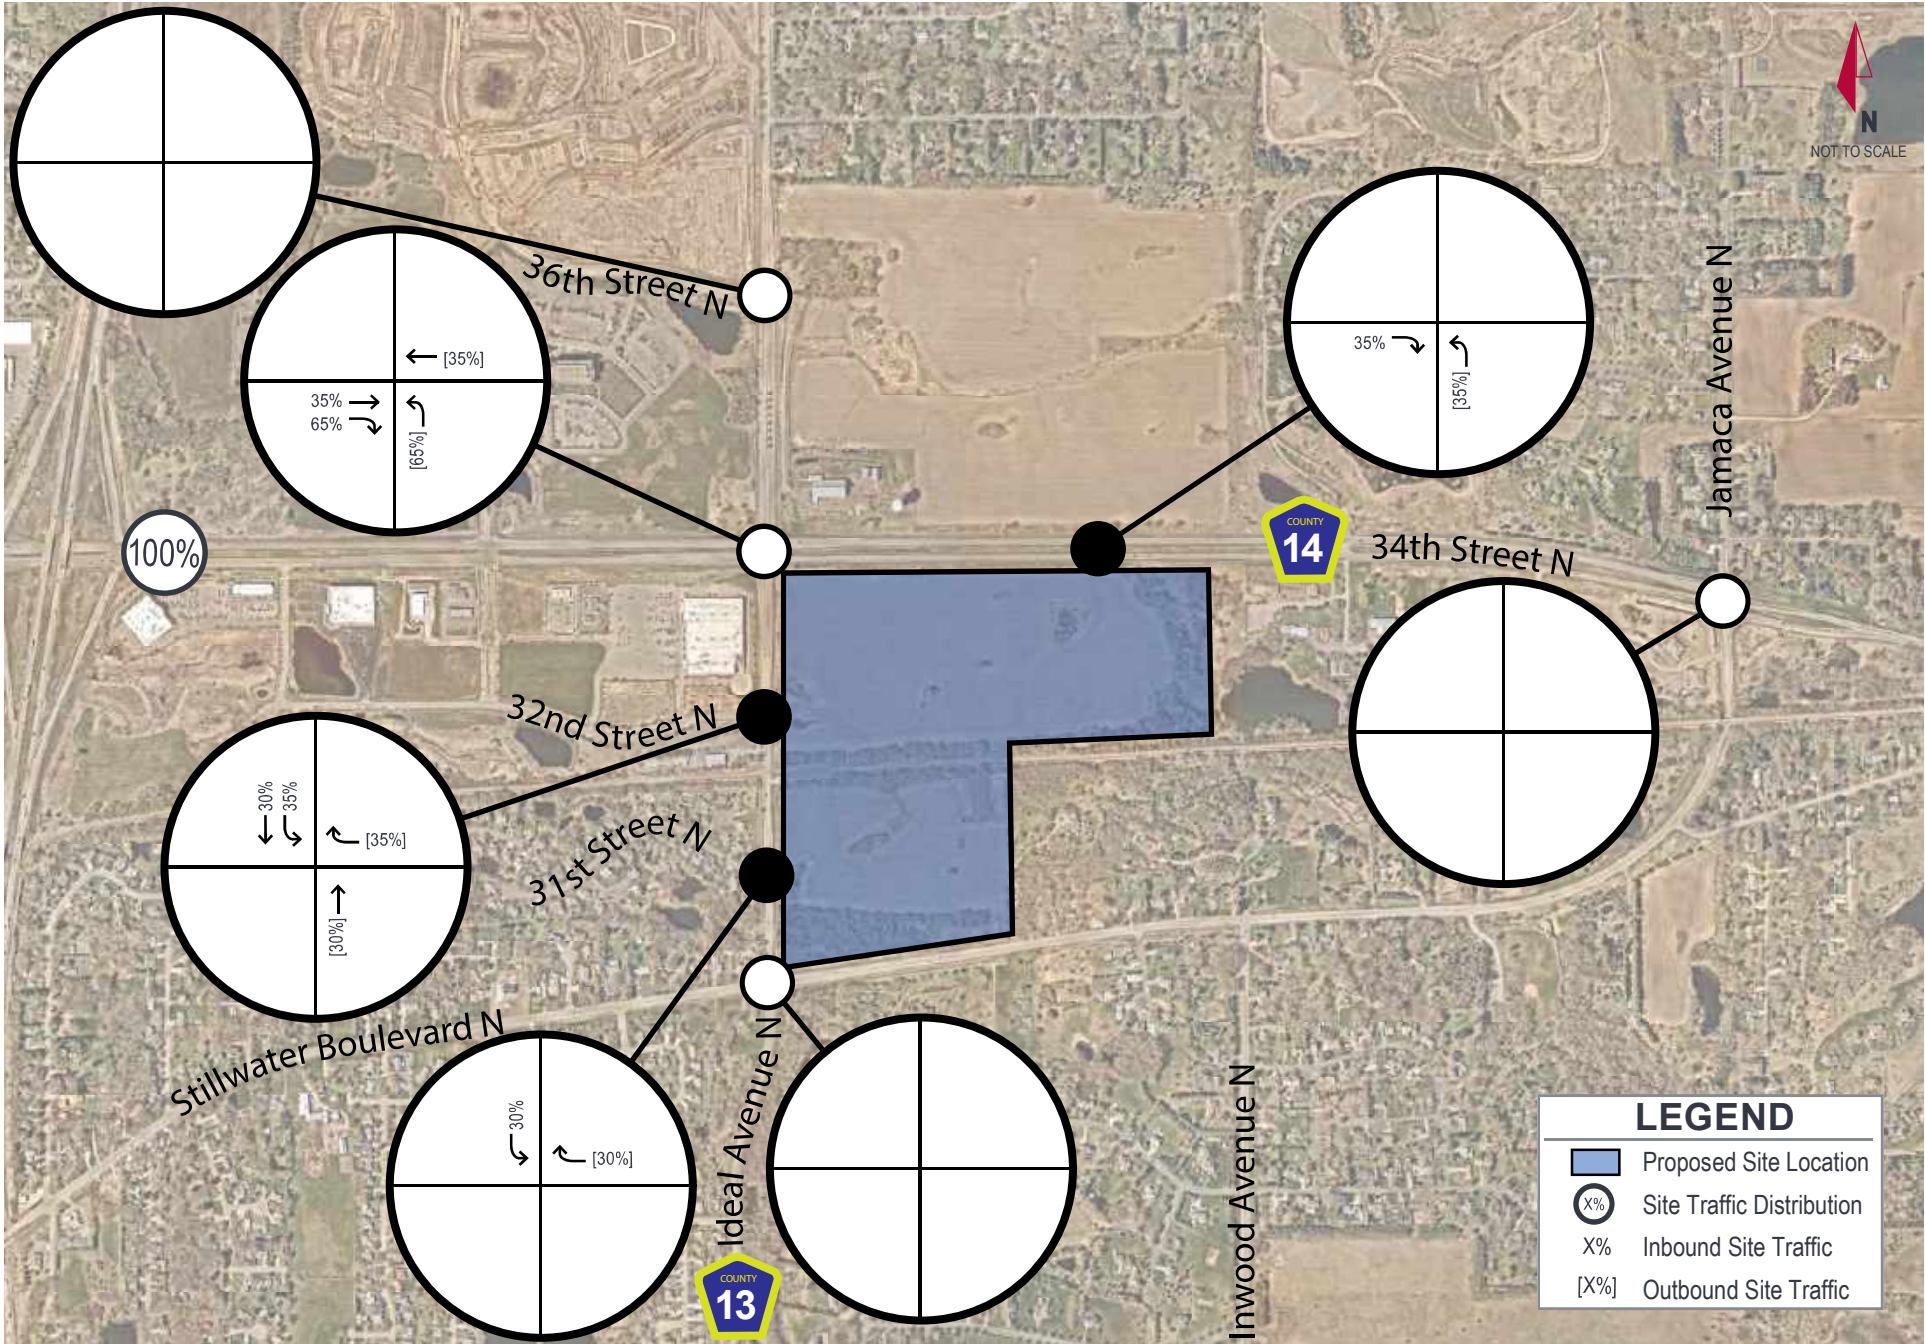 N
NOT TO SCALE
36th Street N
[35%]
35%
65%
[65%]
35%
[35%]
Jamaca Avenue N
100%
COUNTY
14
34th Street N
32nd Street N
30%
35%
[35%]
[30%]
31st Street N
Stillwater Boulevard N
30%
[30%]
Ideal Avenue N
COUNTY
13
Inwood Avenue N
LEGEND
Proposed Site Location
X%
Site Traffic Distribution
X%
Inbound Site Traffic
[X%]
Outbound Site Traffic